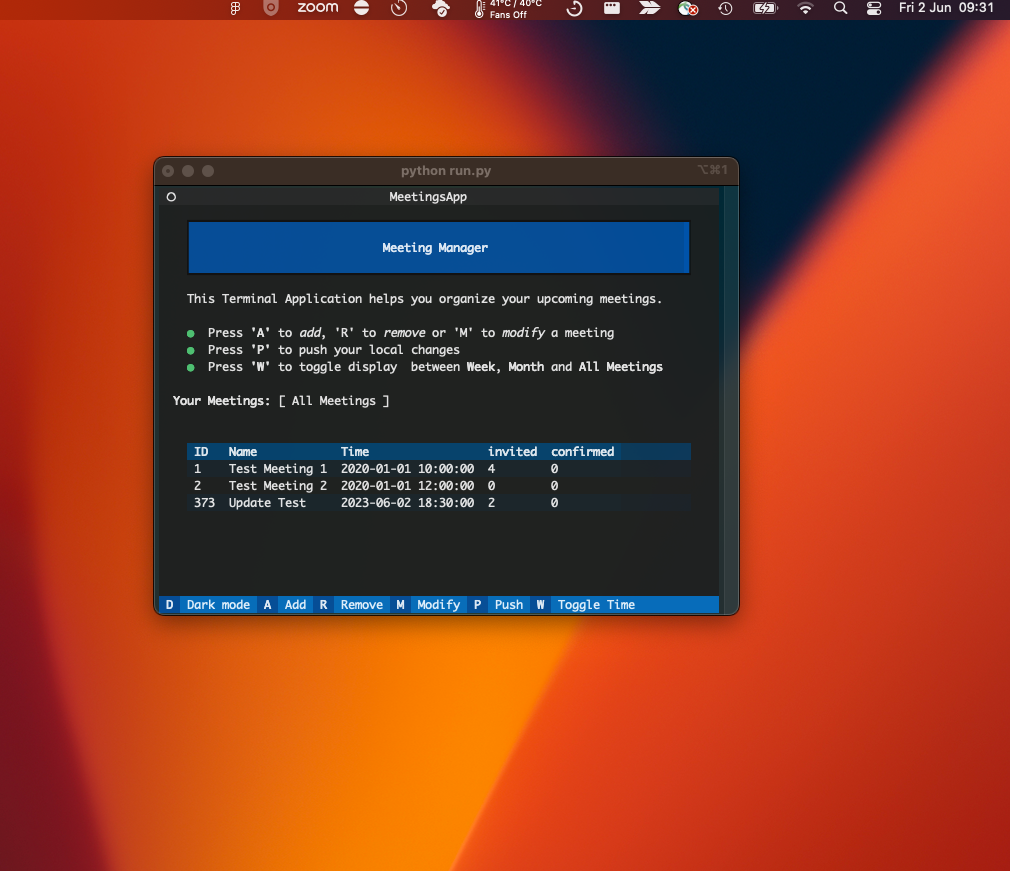 zoom 41°C / 40°C Fri 2 Jun 09:31
Fans Off
python run.py ⌥⌘1
MeetingsApp
Meeting Manager
This Terminal Application helps you organize your upcoming meetings.
● Press 'A' to add, 'R' to remove or 'M' to modify a meeting
● Press 'P' to push your local changes
● Press 'W' to toggle display between Week, Month and All Meetings
Your Meetings: [ All Meetings ]
ID Name Time invited confirmed
1 Test Meeting 1 2020-01-01 10:00:00 4 0
2 Test Meeting 2 2020-01-01 12:00:00 0 0
373 Update Test 2023-06-02 18:30:00 2 0
D Dark mode A Add R Remove M Modify P Push W Toggle Time